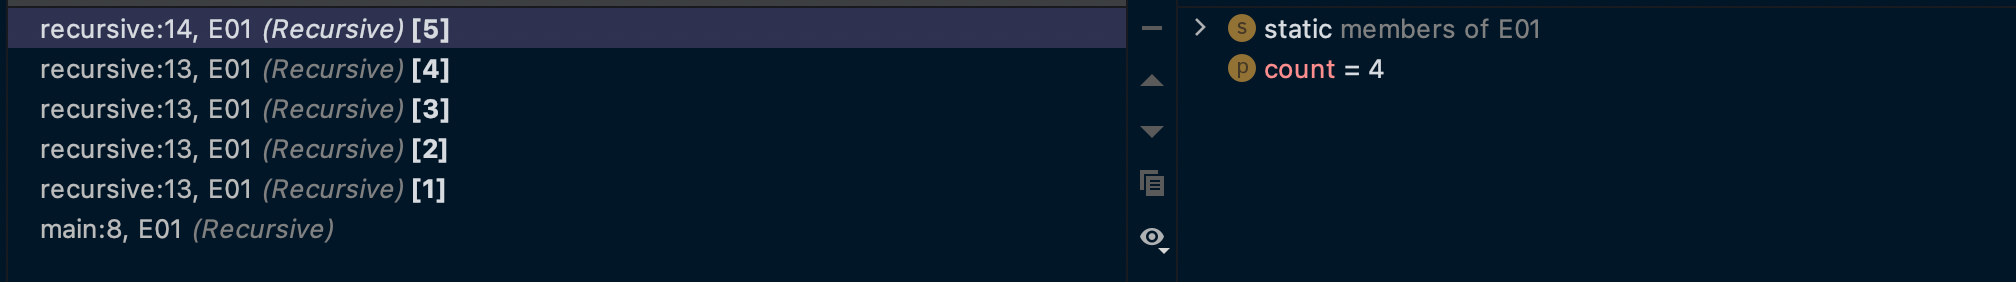 recursive:14, E01 (Recursive) [5]
recursive:13, E01 (Recursive) [4]
recursive:13, E01 (Recursive) [3]
recursive:13, E01 (Recursive) [2]
recursive:13, E01 (Recursive) [1]
main:8, E01 (Recursive)
s static members of E01
p count = 4